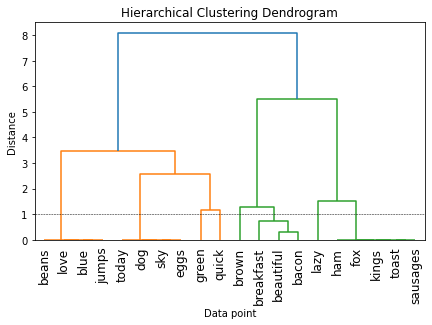 Hierarchical Clustering Dendrogram
8
7
6
5
4
3
2
1
0
Distance
beans
love
blue
jumps
today
dog
sky
eggs
green
quick
brown
breakfast
beautiful
bacon
lazy
ham
fox
kings
toast
sausages
Data point